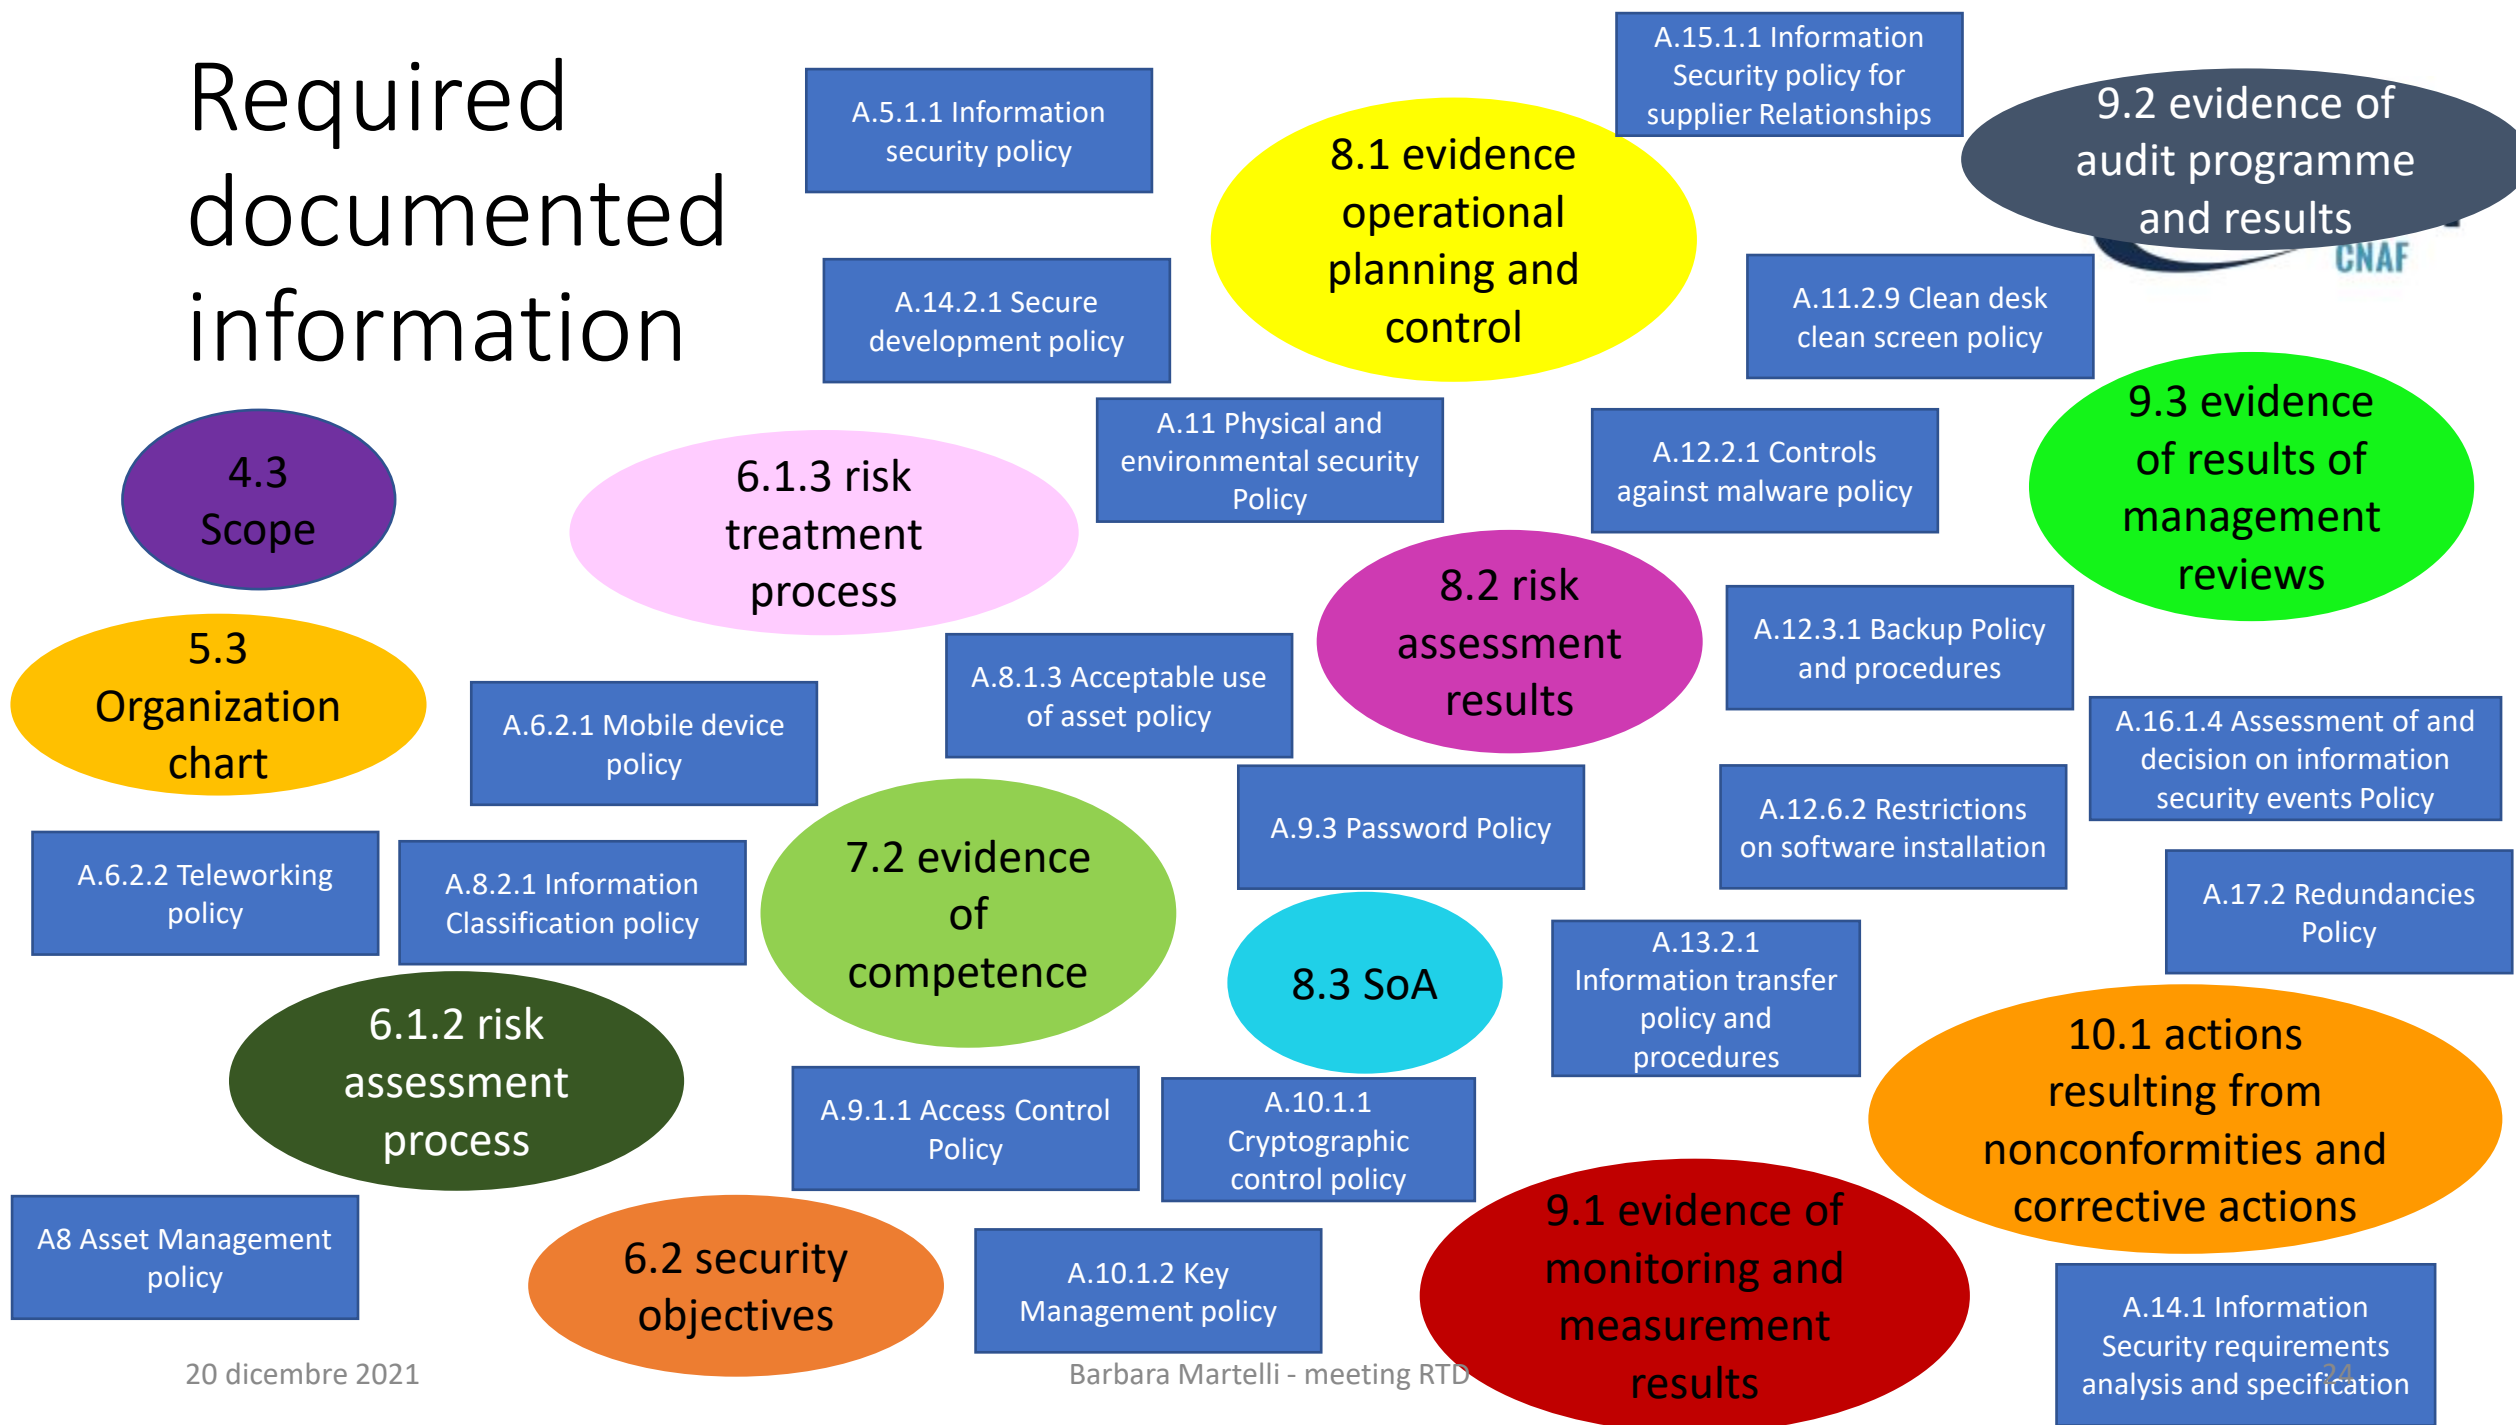 Required
documented
information
A.5.1.1 Information
security policy
A.14.2.1 Secure
development policy
8.1 evidence
operational
planning and
control
A.15.1.1 Information
Security policy for
supplier Relationships
9.2 evidence of
audit programme
and results
CNAF
A.11.2.9 Clean desk
clean screen policy
4.3
Scope
6.1.3 risk
treatment
process
A.11 Physical and
environmental security
Policy
A.12.2.1 Controls
against malware policy
9.3 evidence
of results of
management
reviews
8.2 risk
assessment
results
A.12.3.1 Backup Policy
and procedures
5.3
Organization
chart
A.6.2.1 Mobile device
policy
A.8.1.3 Acceptable use
of asset policy
A.16.1.4 Assessment of and
decision on information
security events Policy
A.9.3 Password Policy
A.12.6.2 Restrictions
on software installation
A.6.2.2 Teleworking
policy
A.8.2.1 Information
Classification policy
7.2 evidence
of
competence
A.17.2 Redundancies
Policy
8.3 SoA
A.13.2.1
Information transfer
policy and
procedures
6.1.2 risk
assessment
process
A.9.1.1 Access Control
Policy
A.10.1.1
Cryptographic
control policy
10.1 actions
resulting from
nonconformities and
corrective actions
A8 Asset Management
policy
6.2 security
objectives
A.10.1.2 Key
Management policy
9.1 evidence of
monitoring and
measurement
results
A.14.1 Information
Security requirements
analysis and specification
20 dicembre 2021
Barbara Martelli - meeting RTD
24